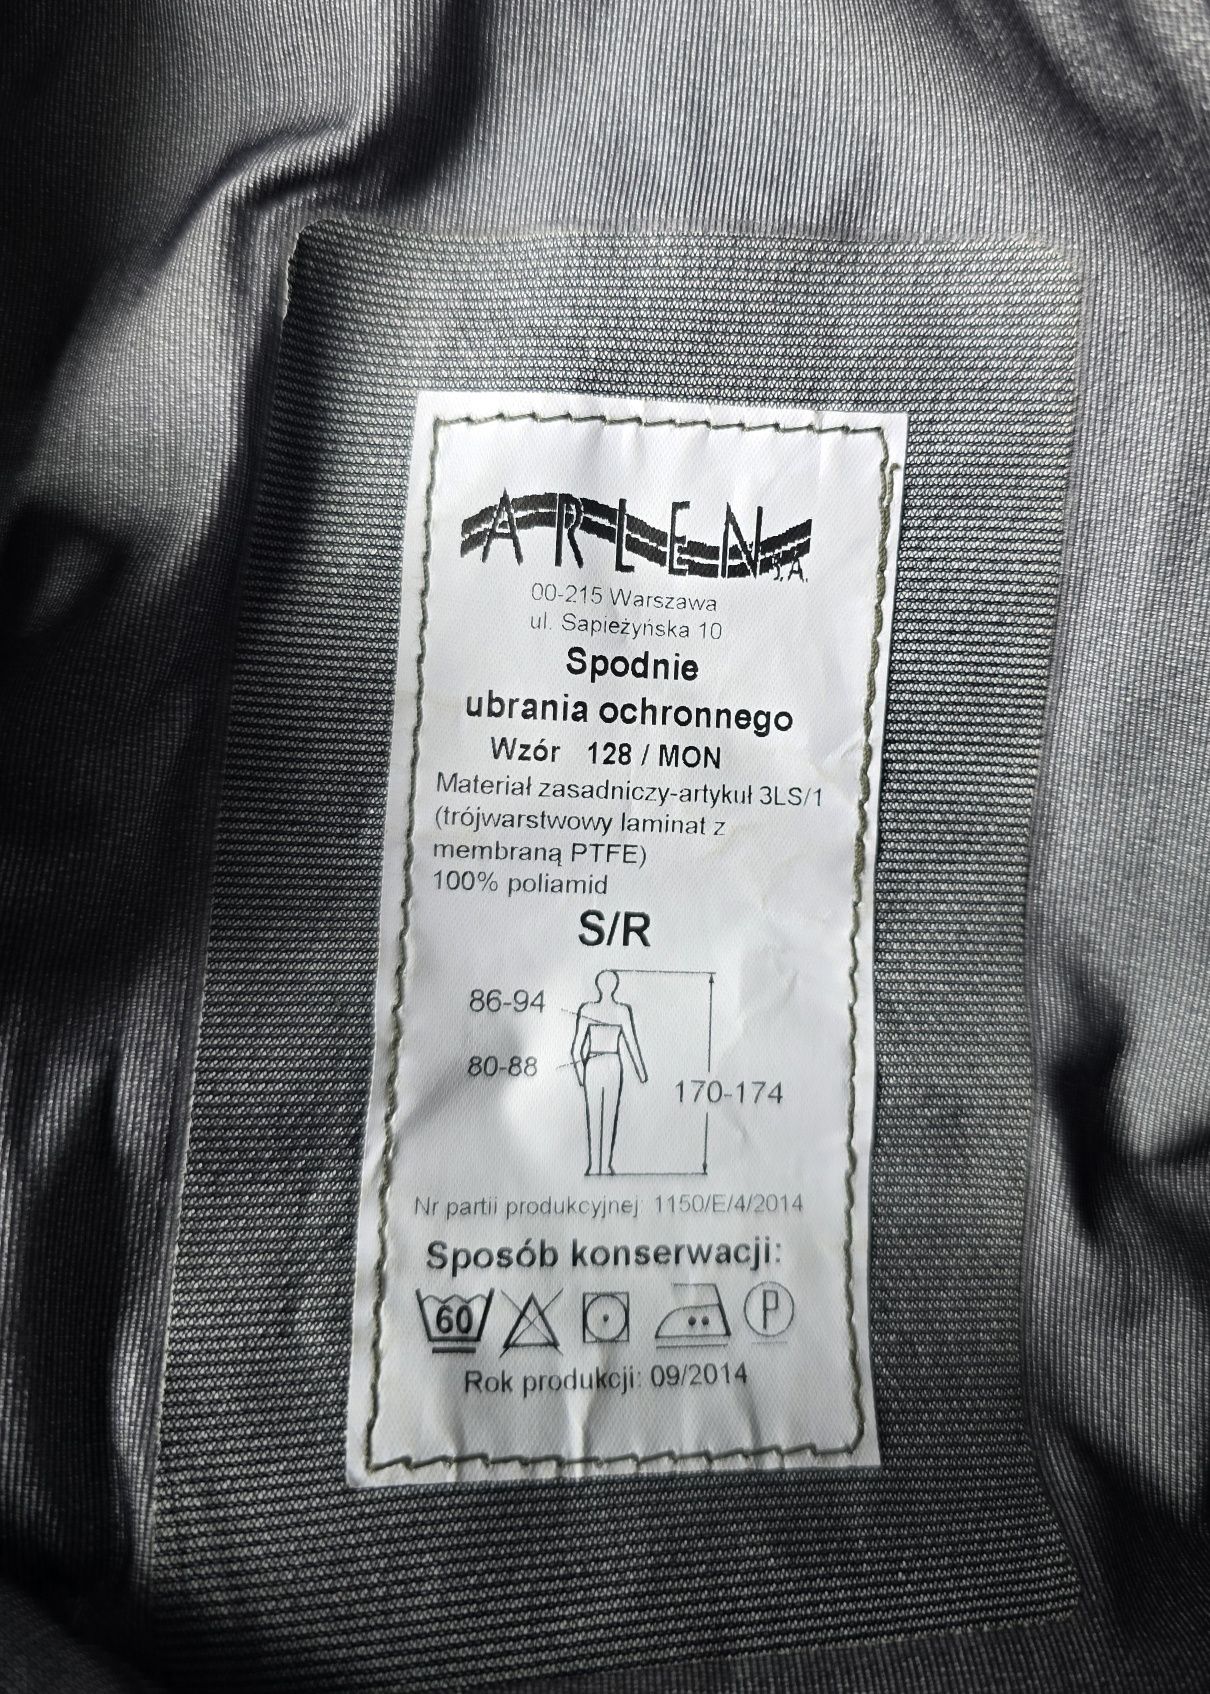 ARLEN S.A.
00-215 Warszawa
ul. Sapieżyńska 10
Spodnie
ubrania ochronnego
Wzór 128 / MON
Materiał zasadniczy-artykuł 3LS/1
(trójwarstwowy laminat z
membraną PTFE)
100% poliamid
S/R
86-94
80-88
170-174
Nr partii produkcyjnej: 1150/E/4/2014
Sposób konserwacji:
60 P
Rok produkcji: 09/2014